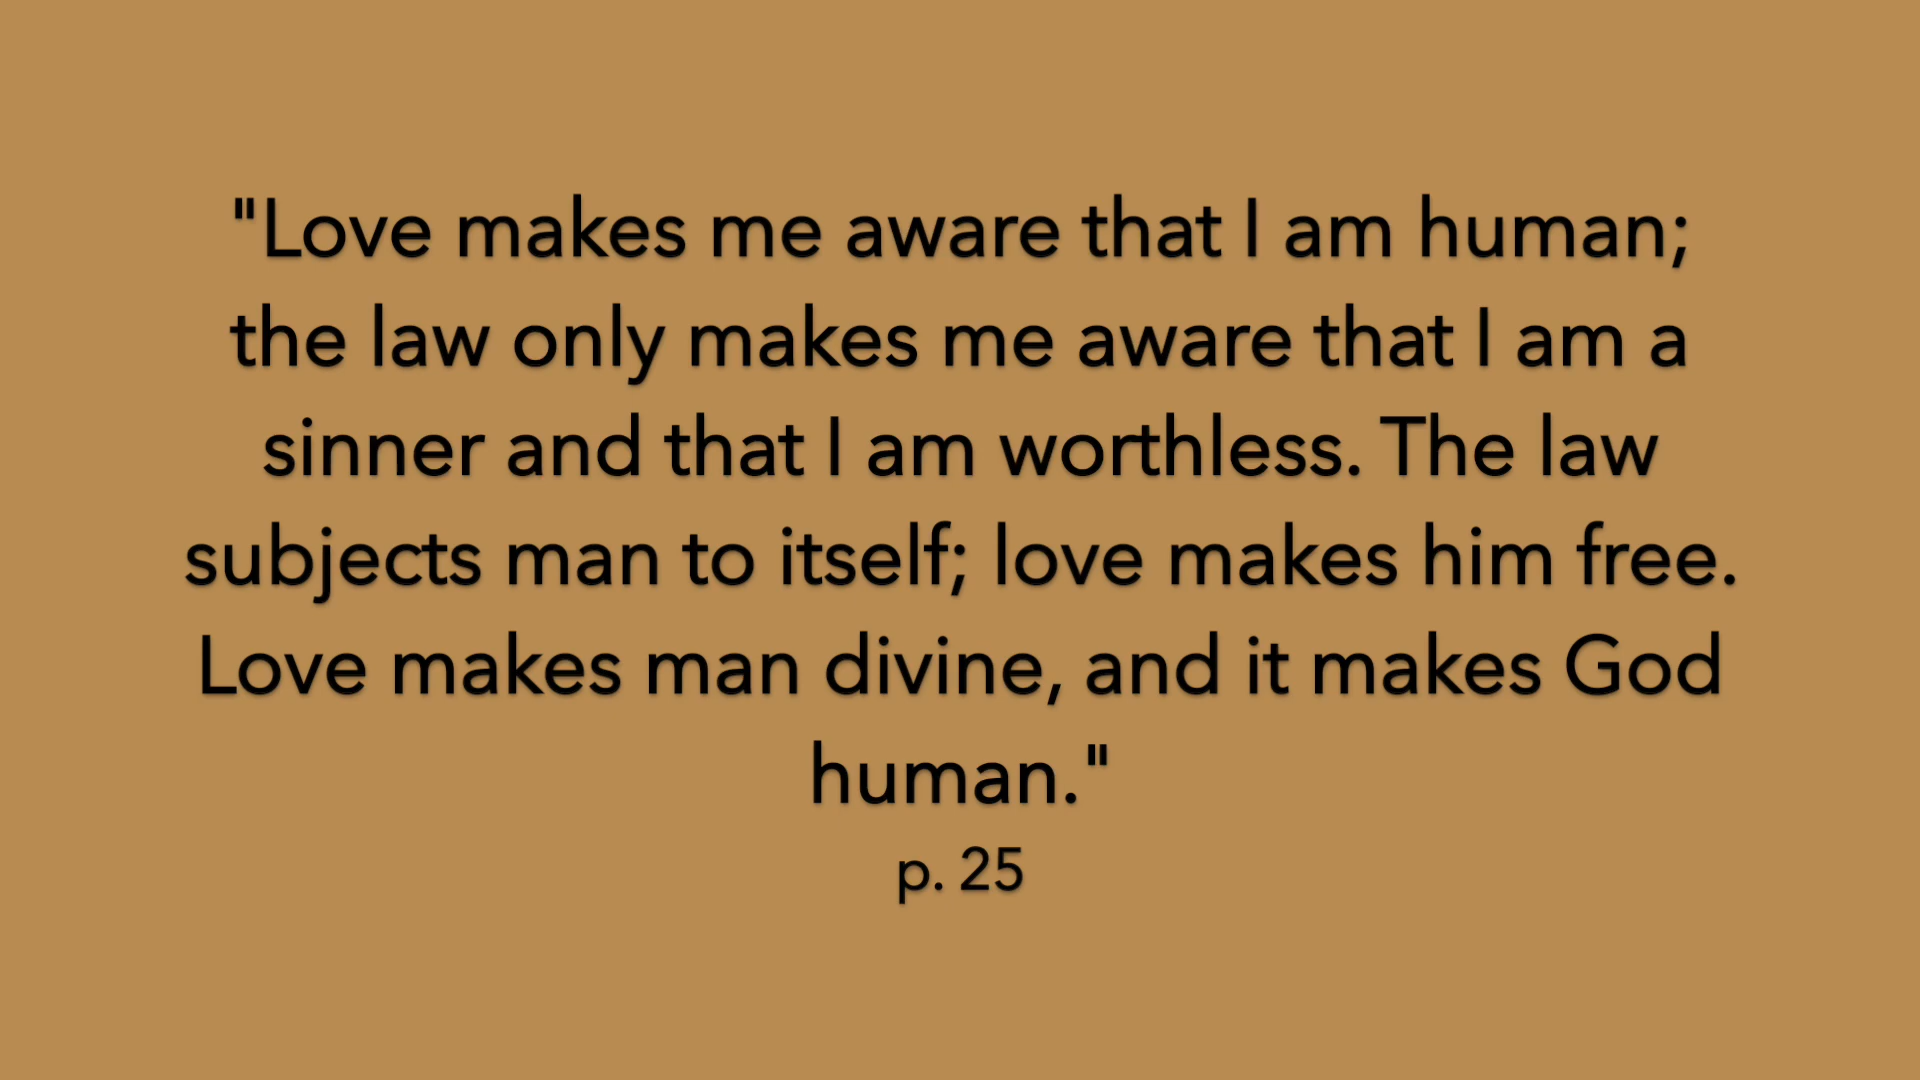 "Love makes me aware that I am human;
the law only makes me aware that I am a
sinner and that I am worthless. The law
subjects man to itself; love makes him free.
Love makes man divine, and it makes God
human."
p. 25